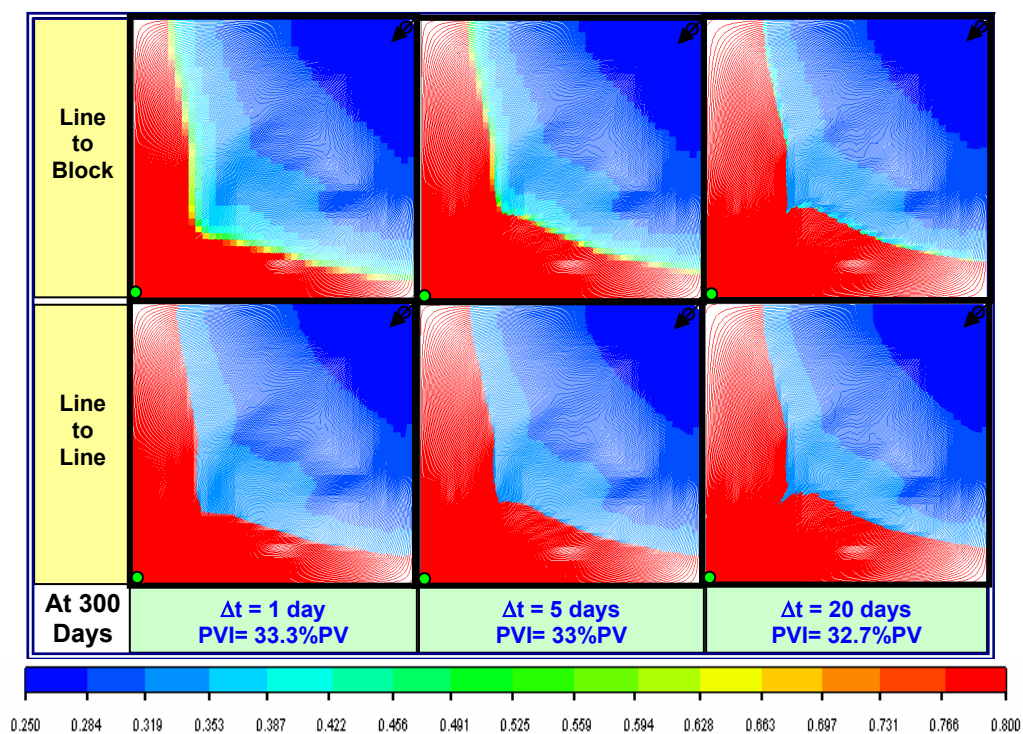 Line
to
Block
Line
to
Line
At 300
Days
Δt = 1 day
PVI= 33.3%PV
Δt = 5 days
PVI= 33%PV
Δt = 20 days
PVI= 32.7%PV
0.250 0.284 0.319 0.353 0.387 0.422 0.456 0.491 0.525 0.559 0.594 0.628 0.663 0.697 0.731 0.766 0.800